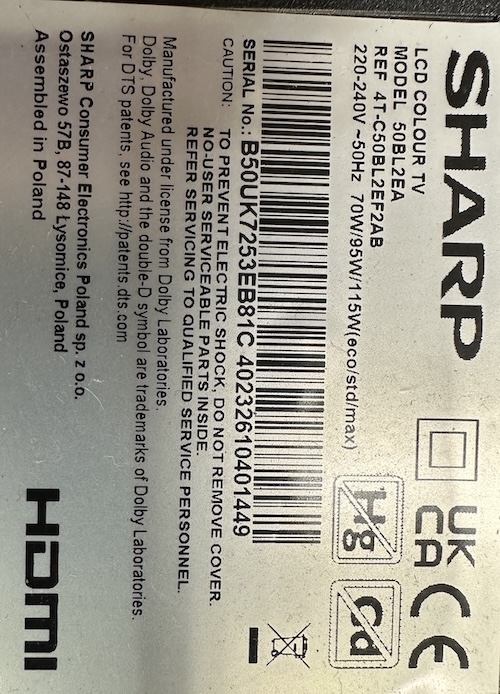 SHARP
LCD COLOUR TV
MODEL 50BL2EA
REF 4T-C50BL2EF2AB
220-240V ~50Hz 70W/95W/115W(eco/std/max)
UK
CA
CE
Hg
Cd
SERIAL No.: B50UK7253EB81C 40232610401449
CAUTION: TO PREVENT ELECTRIC SHOCK, DO NOT REMOVE COVER.
NO-USER SERVICEABLE PARTS INSIDE.
REFER SERVICING TO QUALIFIED SERVICE PERSONNEL.
Manufactured under license from Dolby Laboratories.
Dolby, Dolby Audio and the double-D symbol are trademarks of Dolby Laboratories.
For DTS patents, see http://patents.dts.com
SHARP Consumer Electronics Poland sp. z o.o.
Ostaszewo 57B, 87-148 Łysomice, Poland
Assembled in Poland
HDMI